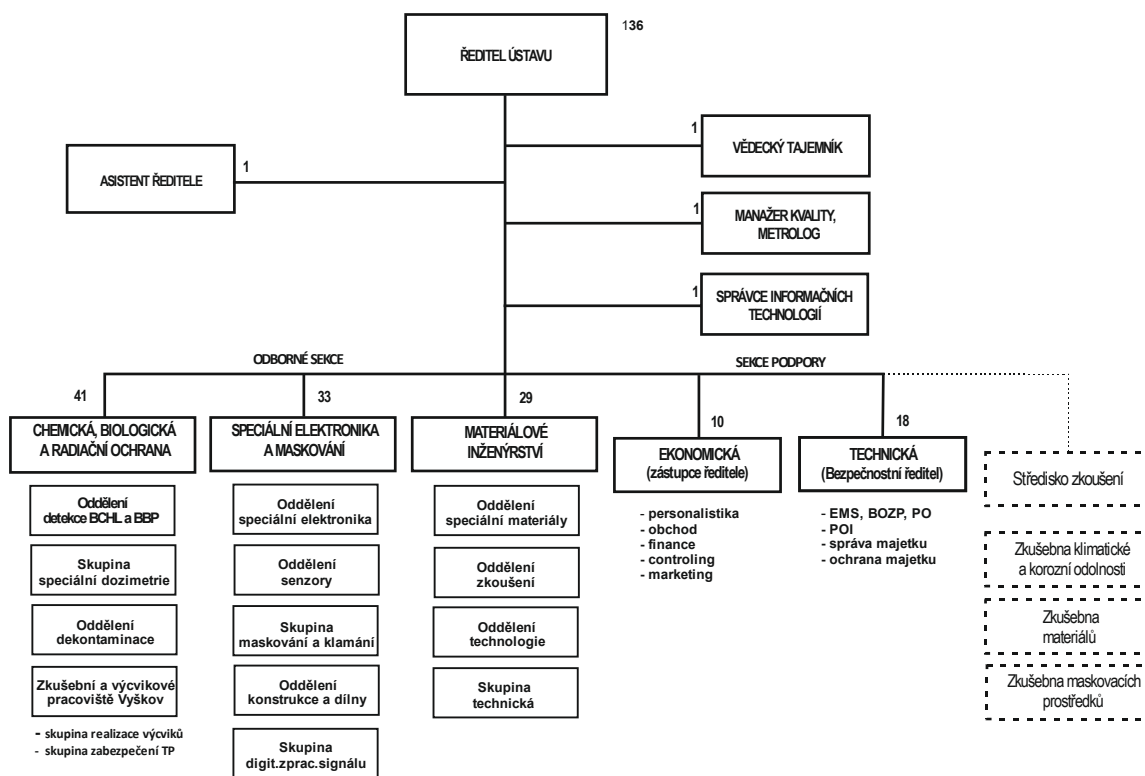 136
ŘEDITEL ÚSTAVU
1
VĚDECKÝ TAJEMNÍK
1
ASISTENT ŘEDITELE
1
MANAŽER KVALITY,
METROLOG
1
SPRÁVCE INFORMAČNÍCH
TECHNOLOGIÍ
ODBORNÉ SEKCE
SEKCE PODPORY
41
CHEMICKÁ, BIOLOGICKÁ
A RADIAČNÍ OCHRANA
Oddělení
detekce BCHL a BBP
Skupina
speciální dozimetrie
Oddělení
dekontaminace
Zkušební a výcvikové
pracoviště Vyškov
- skupina realizace výcviků
- skupina zabezpečení TP
33
SPECIÁLNÍ ELEKTRONIKA
A MASKOVÁNÍ
Oddělení
speciální elektronika
Oddělení
senzory
Skupina
maskování a klamání
Oddělení
konstrukce a dílny
Skupina
digit.zprac.signálu
29
MATERIÁLOVÉ
INŽENÝRSTVÍ
Oddělení
speciální materiály
Oddělení
zkoušení
Oddělení
technologie
Skupina
technická
10
EKONOMICKÁ
(zástupce ředitele)
- personalistika
- obchod
- finance
- controling
- marketing
18
TECHNICKÁ
(Bezpečnostní ředitel)
- EMS, BOZP, PO
- POI
- správa majetku
- ochrana majetku
Středisko zkoušení
Zkušebna klimatické
a korozní odolnosti
Zkušebna
materiálů
Zkušebna maskovacích
prostředků